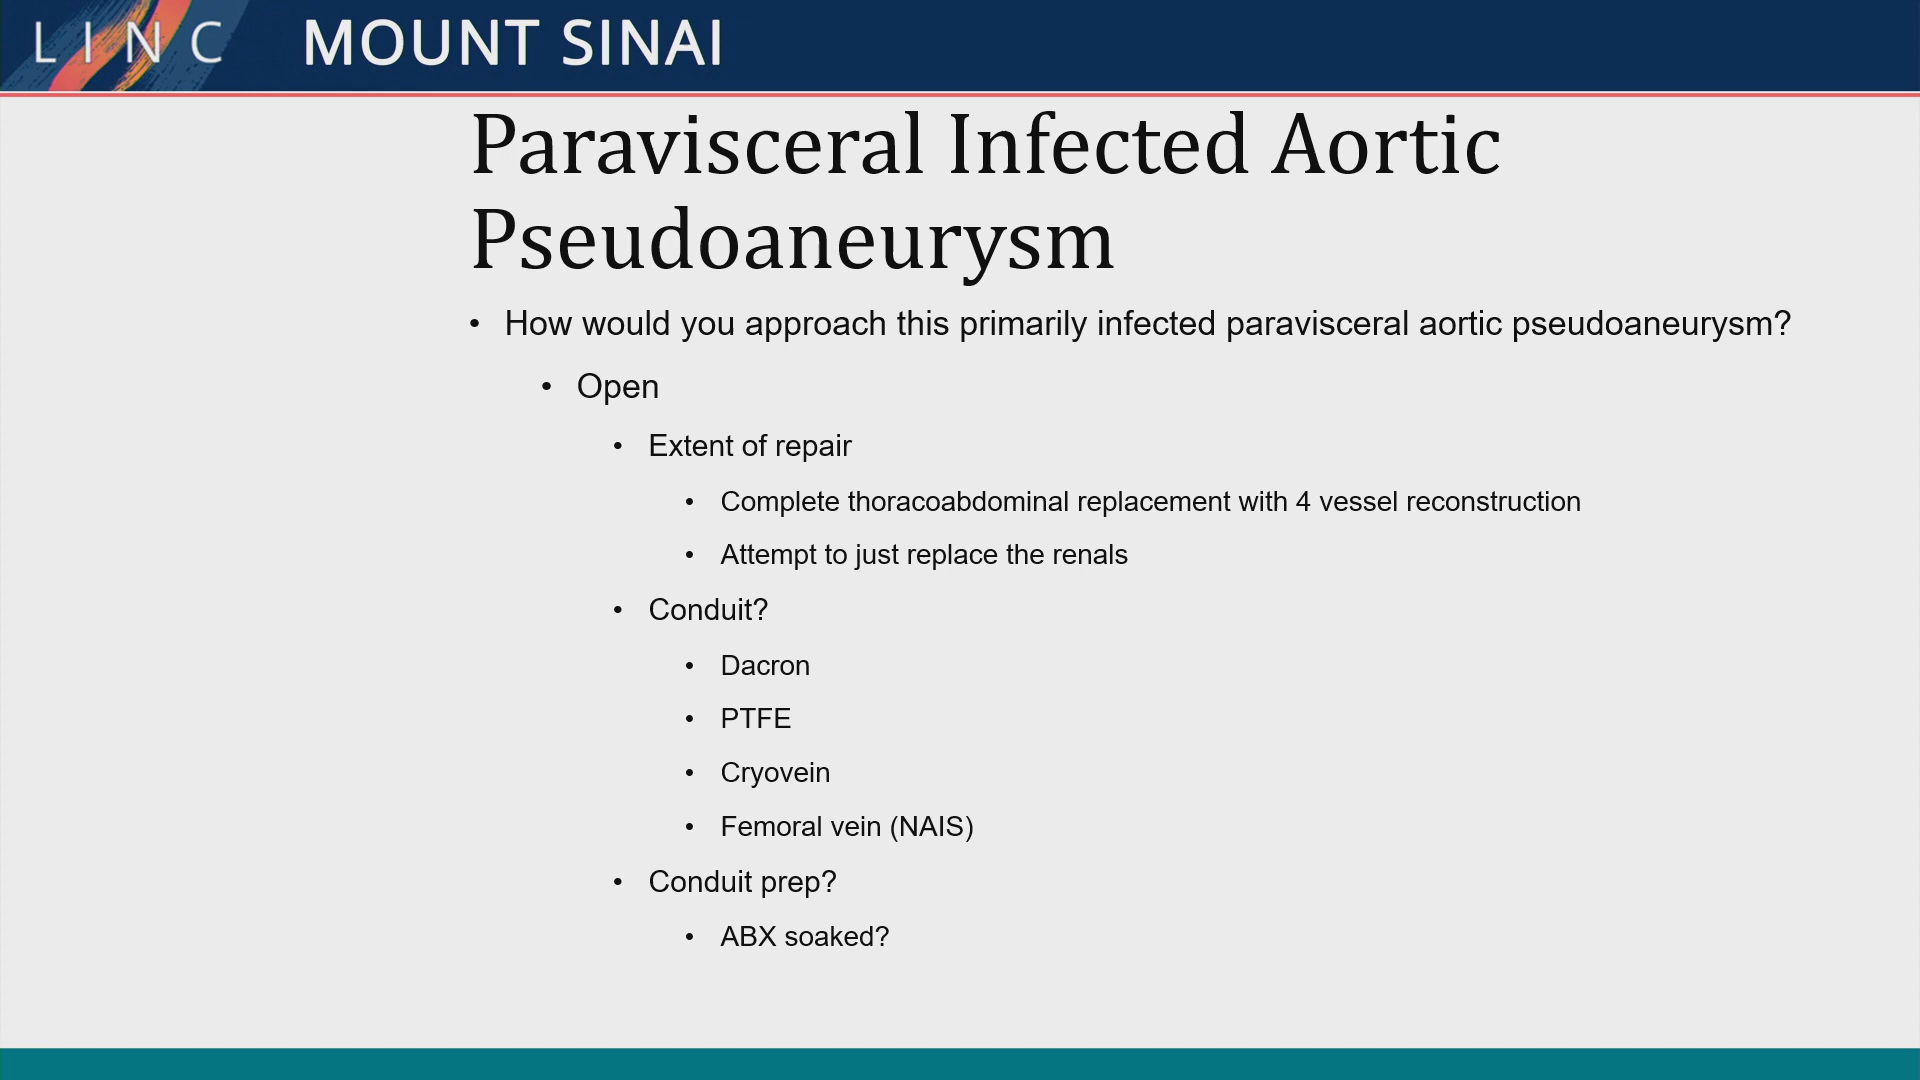 LINC MOUNT SINAI
Paravisceral Infected Aortic
Pseudoaneurysm
• How would you approach this primarily infected paravisceral aortic pseudoaneurysm?
• Open
• Extent of repair
• Complete thoracoabdominal replacement with 4 vessel reconstruction
• Attempt to just replace the renals
• Conduit?
• Dacron
• PTFE
• Cryovein
• Femoral vein (NAIS)
• Conduit prep?
• ABX soaked?